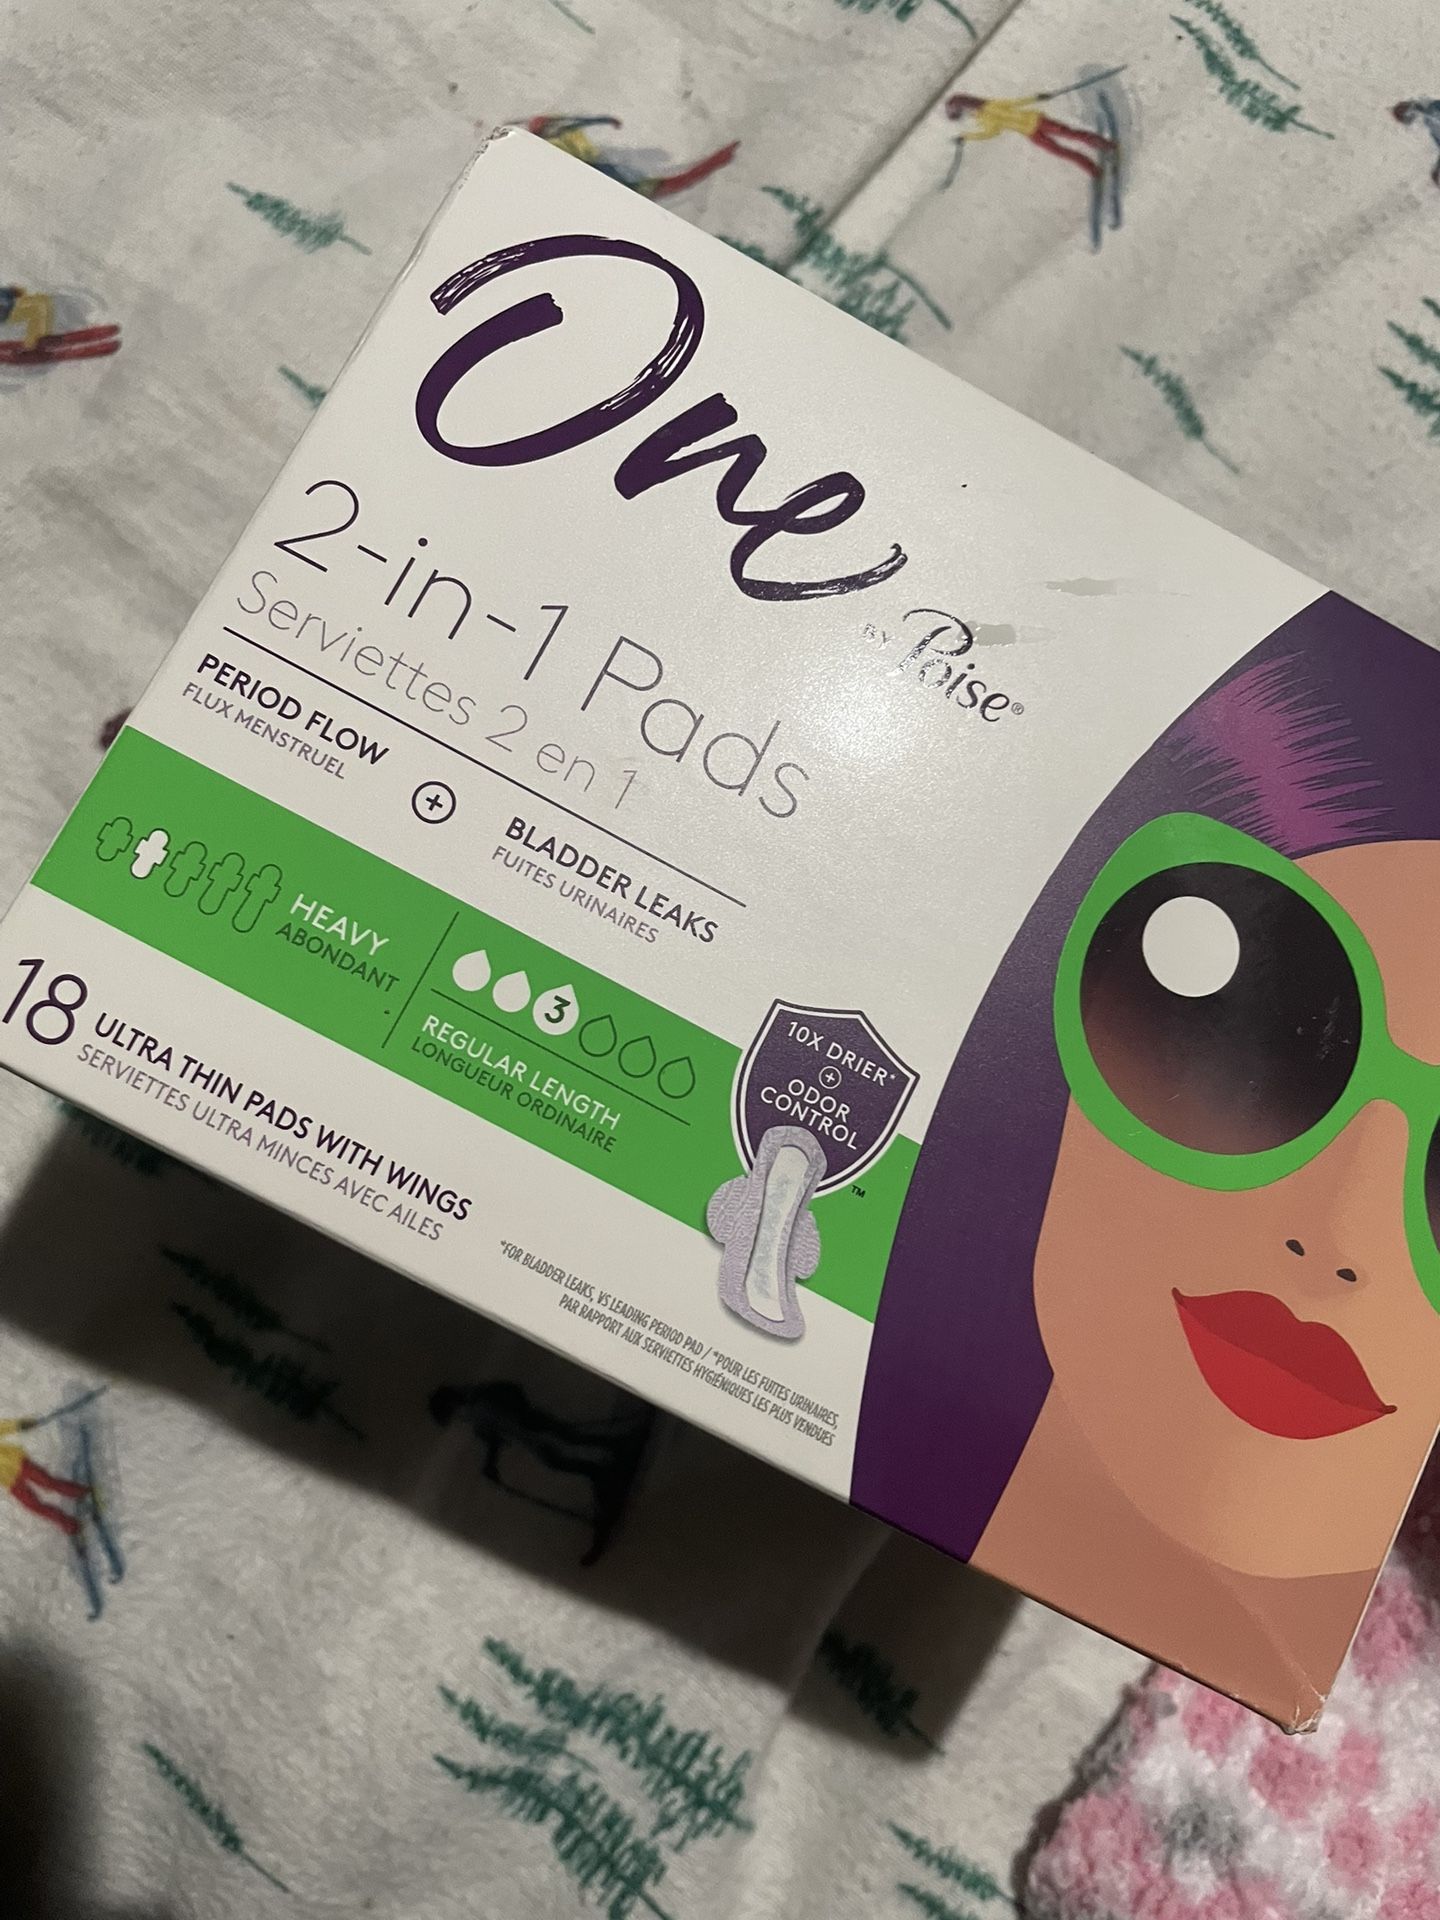 One
BY Poise®
2-in-1 Pads
Serviettes 2 en 1
PERIOD FLOW
FLUX MENSTRUEL
+
BLADDER LEAKS
FUITES URINAIRES
HEAVY
ABONDANT
3
REGULAR LENGTH
LONGUEUR ORDINAIRE
10X DRIER*
+
ODOR
CONTROL
TM
18 ULTRA THIN PADS WITH WINGS
SERVIETTES ULTRA MINCES AVEC AILES
*FOR BLADDER LEAKS, VS LEADING PERIOD PAD / *POUR LES FUITES URINAIRES,
PAR RAPPORT AUX SERVIETTES HYGIÉNIQUES LES PLUS VENDUES